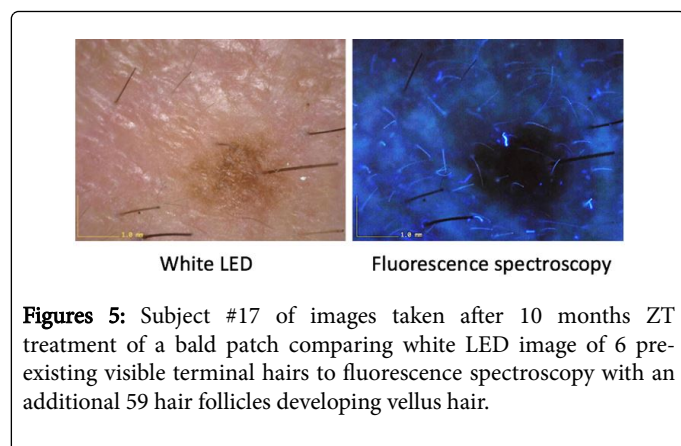 1.0 mm
1.0 mm
White LED
Fluorescence spectroscopy
Figures 5: Subject #17 of images taken after 10 months ZT
treatment of a bald patch comparing white LED image of 6 pre-
existing visible terminal hairs to fluorescence spectroscopy with an
additional 59 hair follicles developing vellus hair.